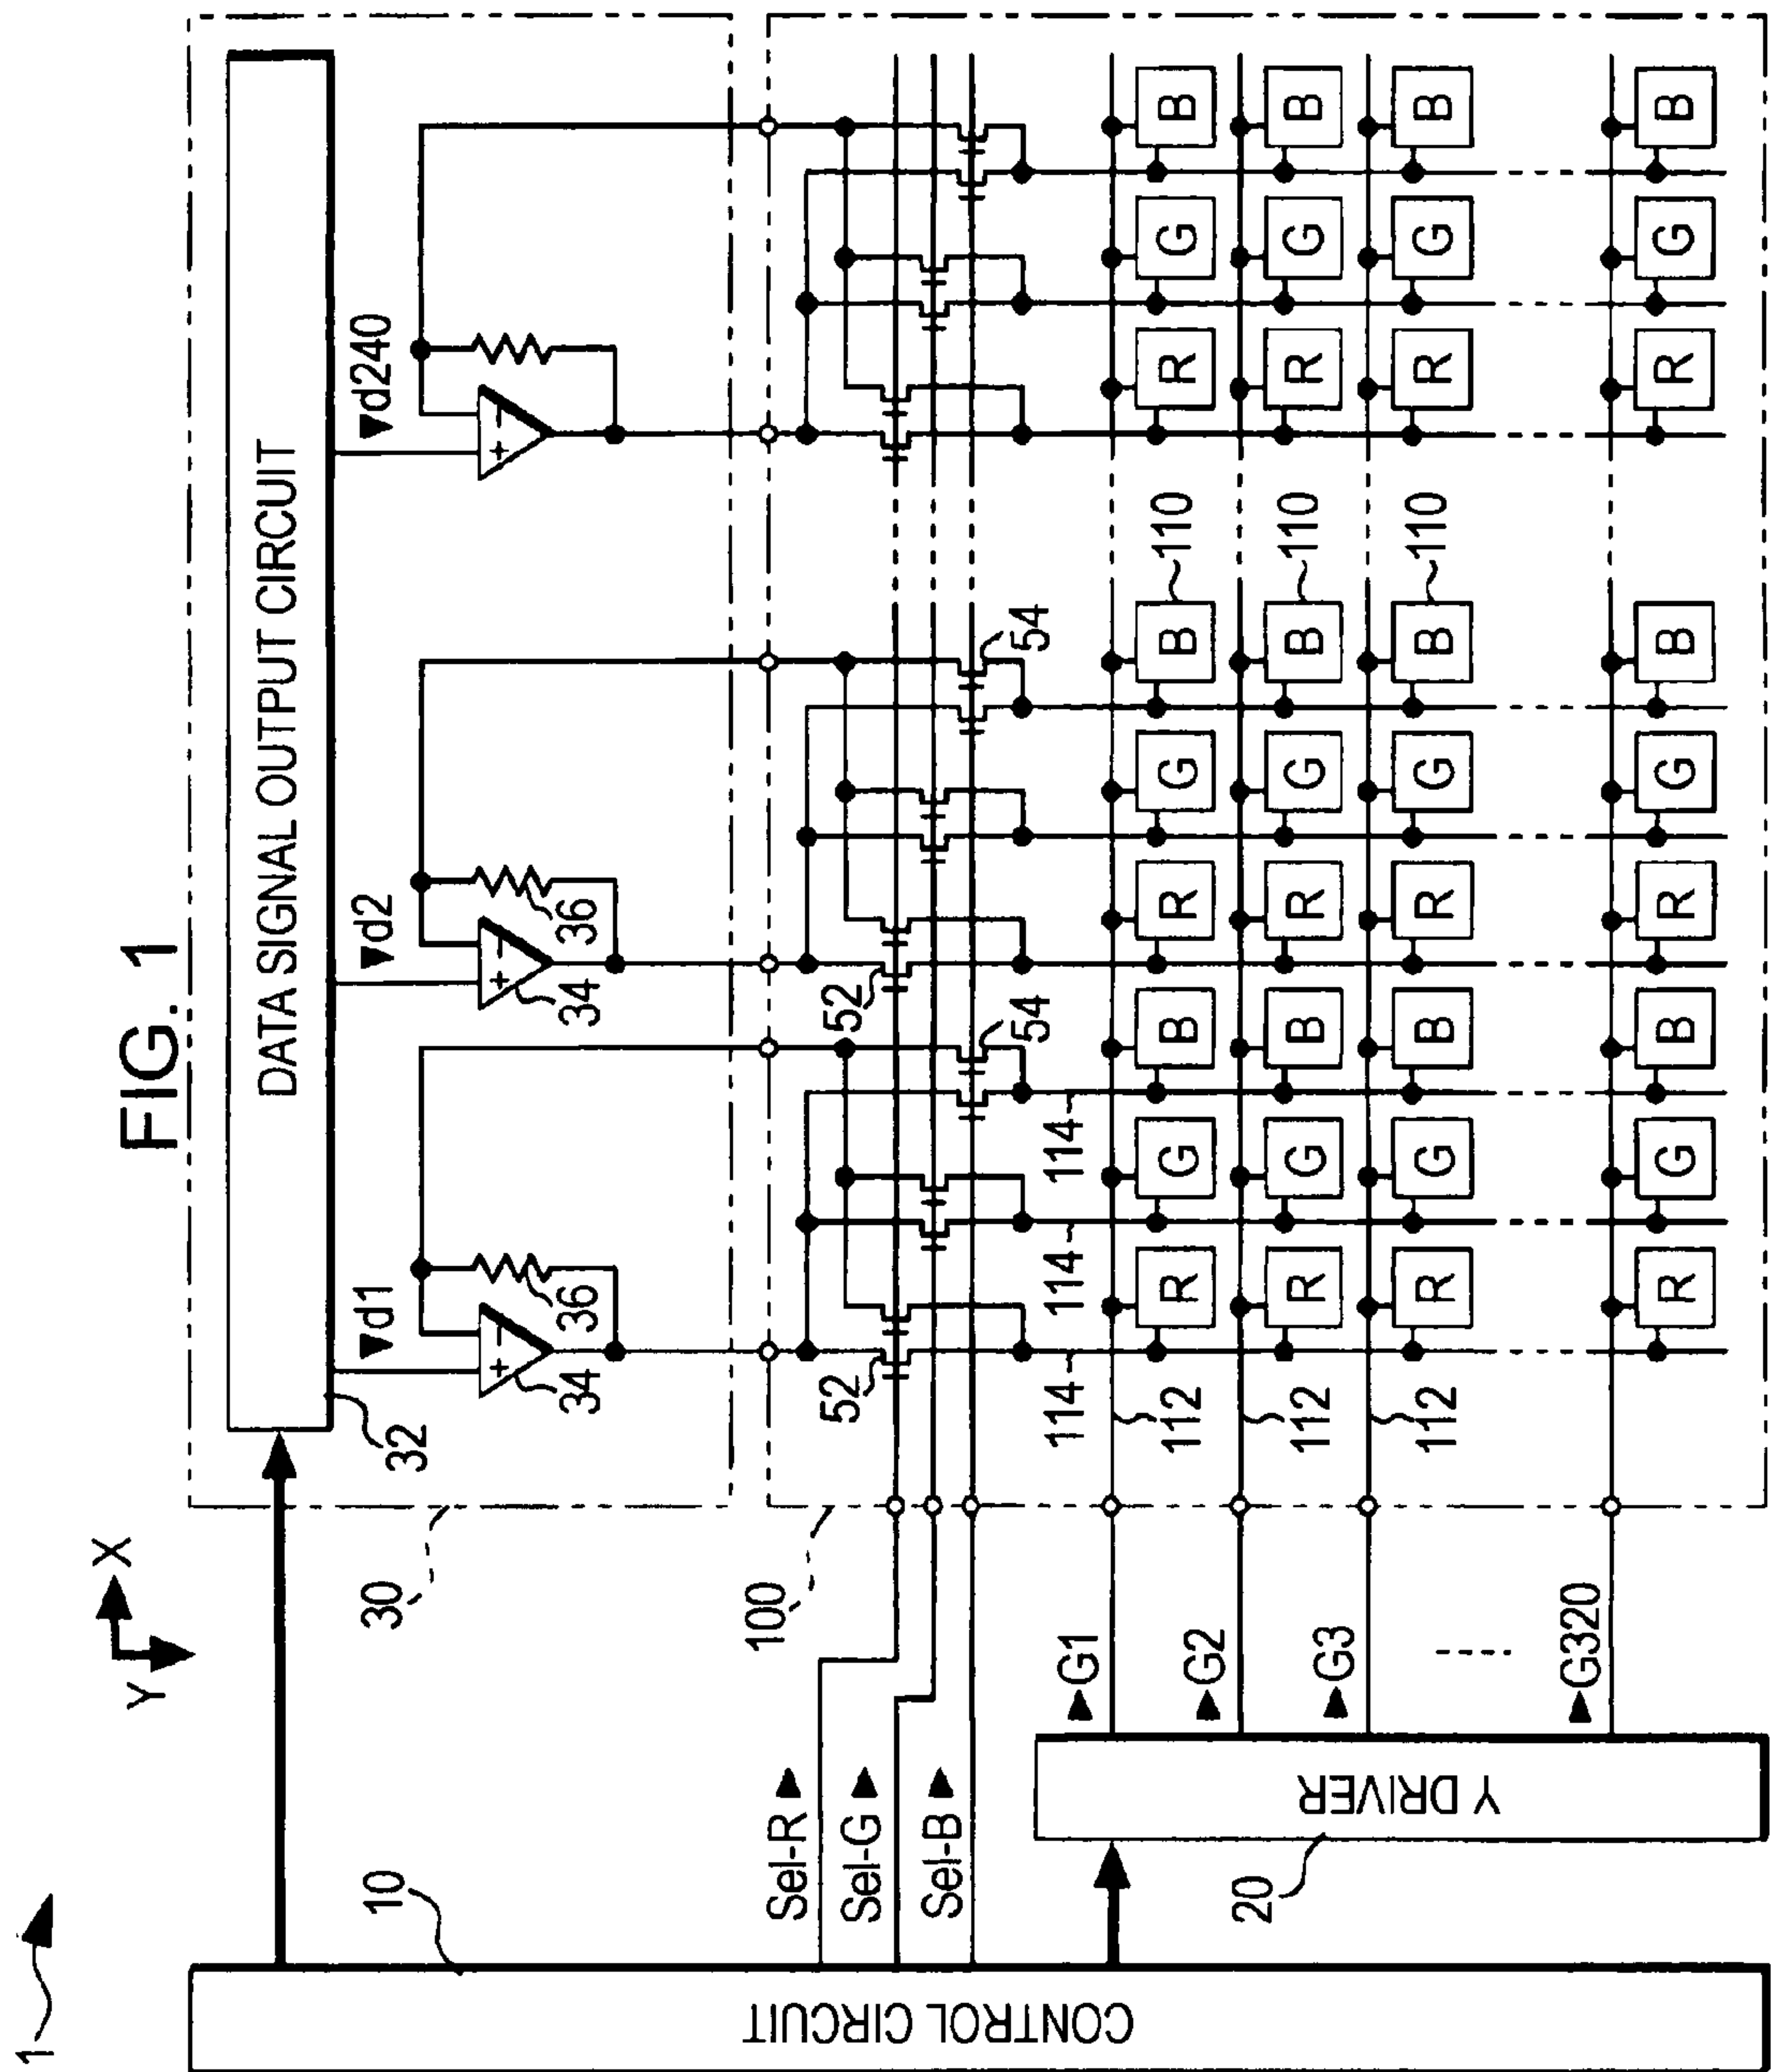 FIG. 1
1
X
Y
10
CONTROL CIRCUIT
30
32
DATA SIGNAL OUTPUT CIRCUIT
d1 d2 d240
+ − + − + −
34 36 34 36
100
Sel-R
Sel-G
Sel-B
52 52
54 54
114 114 114
20
Y DRIVER
G1
112
R G B R G B 110 R G B
G2
112
R G B R G B 110 R G B
G3
112
R G B R G B 110 R G B
G320
R G B R G B R G B